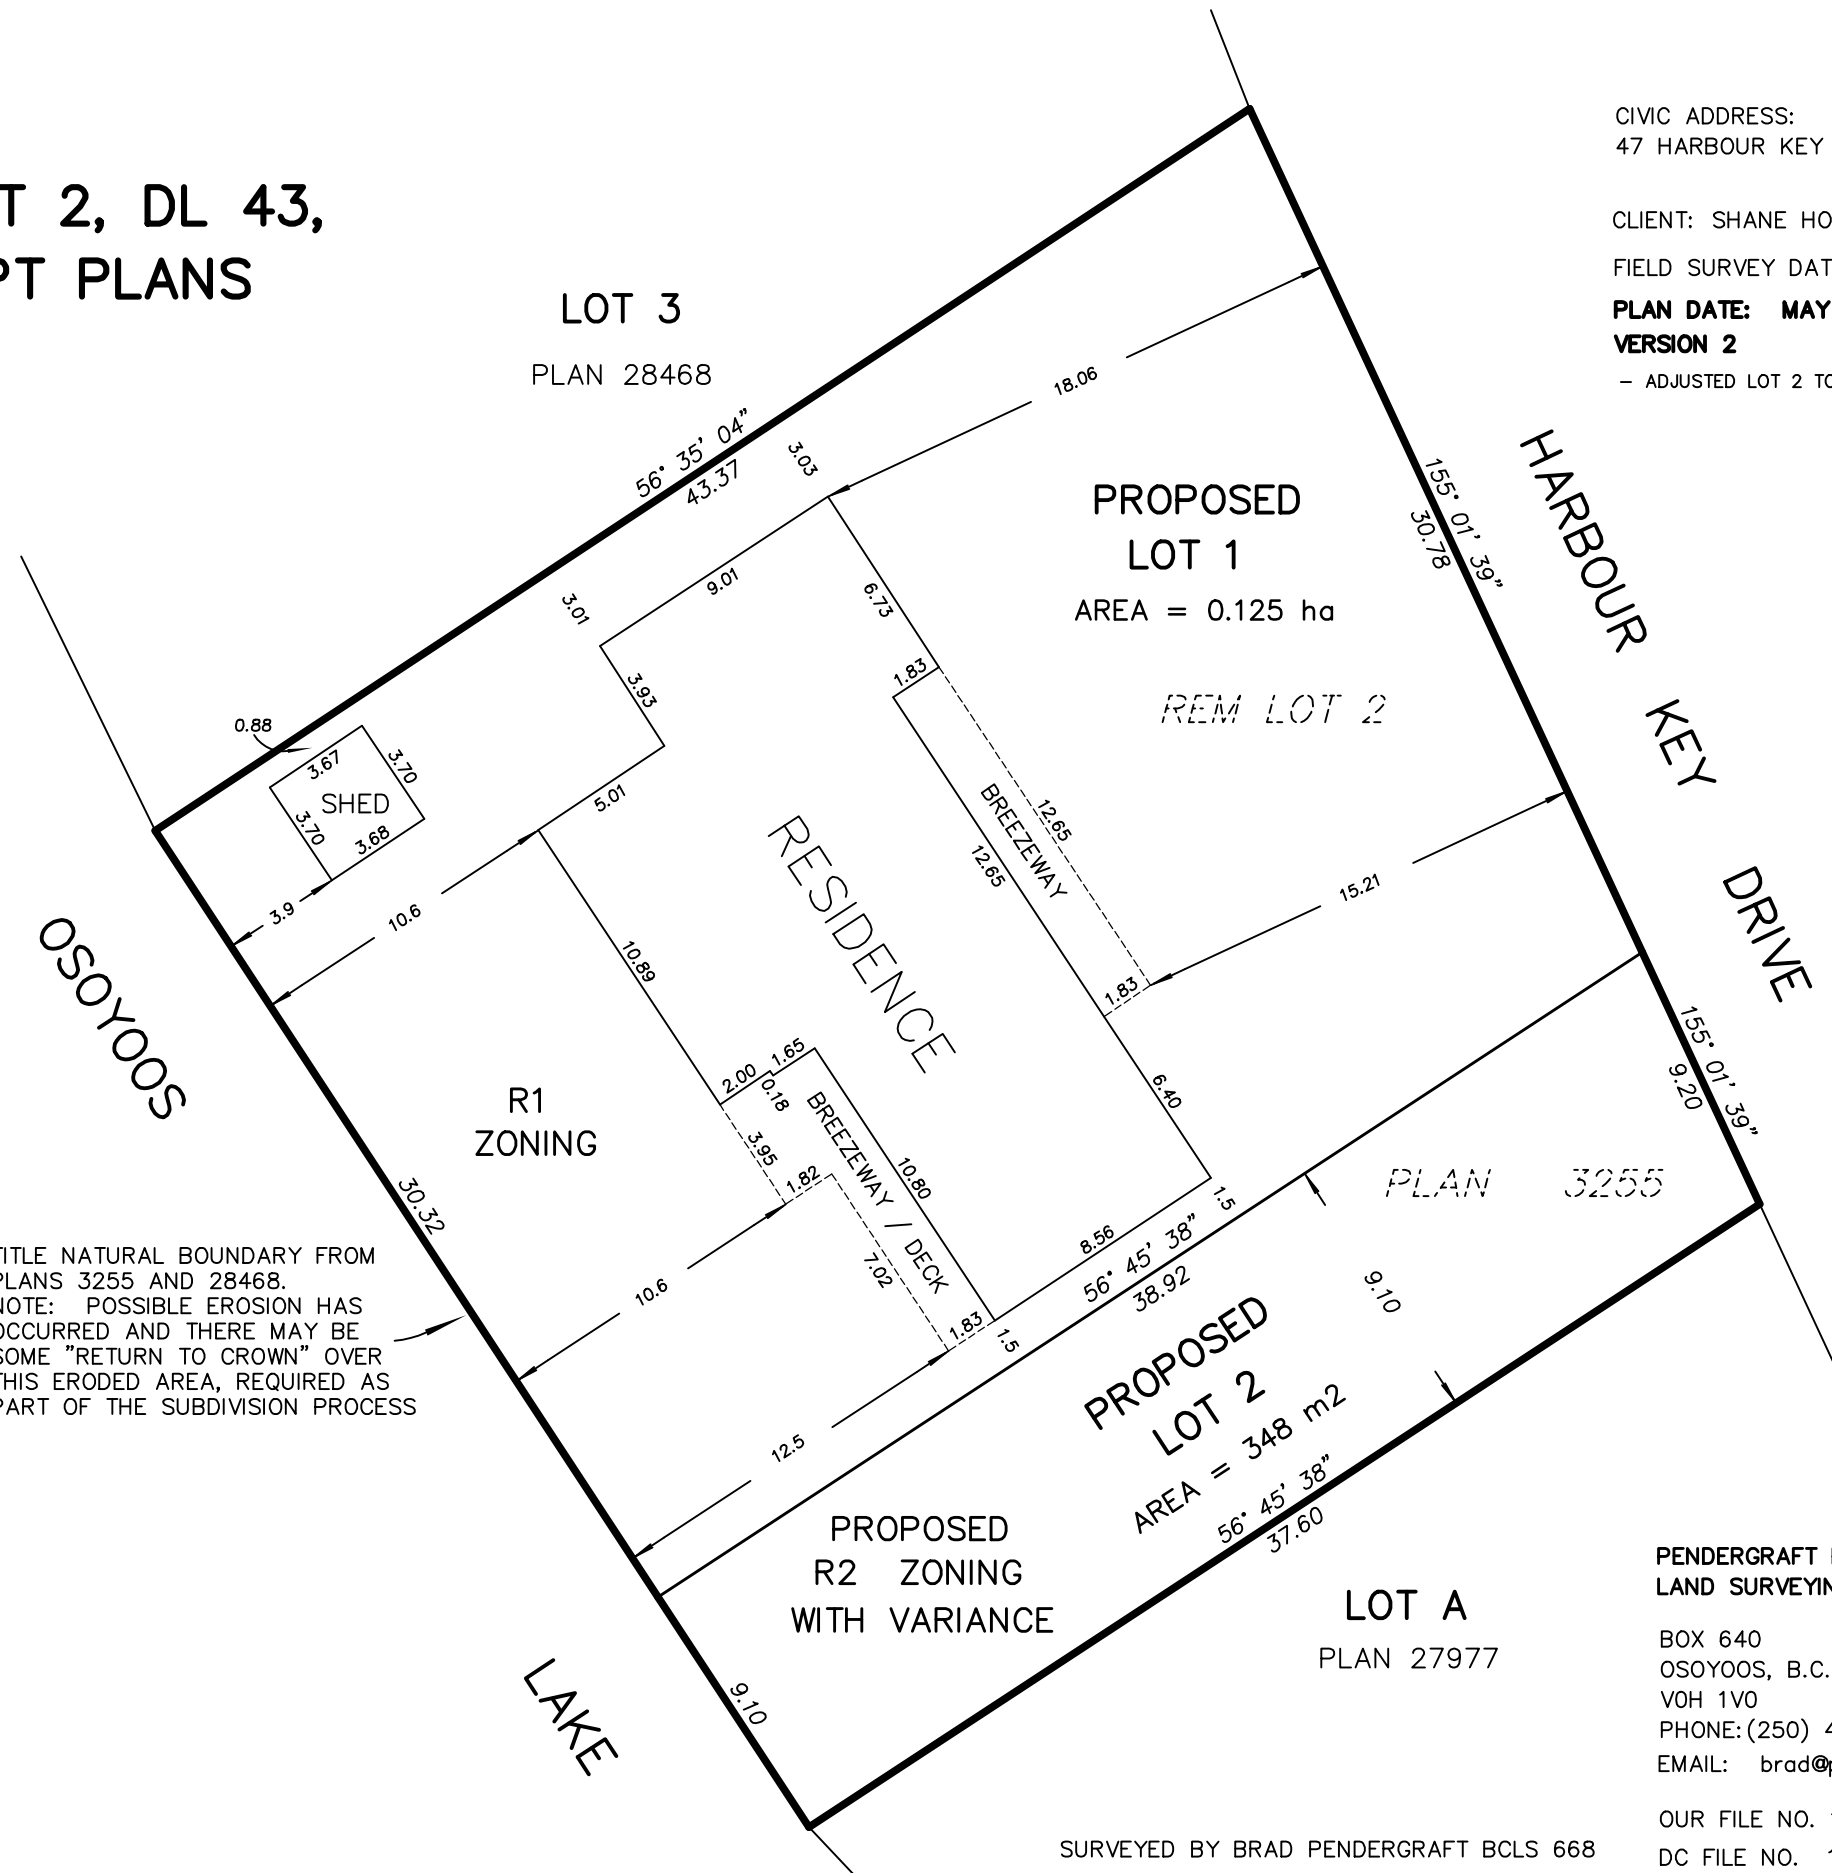 T 2, DL 43,
PT PLANS
CIVIC ADDRESS:
47 HARBOUR KEY
CLIENT: SHANE HO
FIELD SURVEY DAT
PLAN DATE: MAY
VERSION 2
- ADJUSTED LOT 2 TO
LOT 3
PLAN 28468
56° 35' 04"
43.37
3.03
18.06
PROPOSED
LOT 1
AREA = 0.125 ha
REM LOT 2
155° 01' 39"
30.78
HARBOUR KEY DRIVE
9.01
3.01
6.73
3.93
1.83
0.88
3.67
3.70
SHED
3.70
3.68
3.9
5.01
10.6
BREEZEWAY
12.65
12.65
15.21
1.83
RESIDENCE
10.89
OSOYOOS
R1
ZONING
2.00
1.65
0.18
BREEZEWAY / DECK
3.95
1.82
10.80
7.02
6.40
1.83
8.56
1.5
1.5
30.32
10.6
12.5
155° 01' 39"
9.20
PLAN 3255
56° 45' 38"
38.92
9.10
TITLE NATURAL BOUNDARY FROM
PLANS 3255 AND 28468.
NOTE: POSSIBLE EROSION HAS
OCCURRED AND THERE MAY BE
SOME "RETURN TO CROWN" OVER
THIS ERODED AREA, REQUIRED AS
PART OF THE SUBDIVISION PROCESS
PROPOSED
LOT 2
AREA = 348 m2
56° 45' 38"
37.60
PROPOSED
R2 ZONING
WITH VARIANCE
LOT A
PLAN 27977
LAKE
9.10
PENDERGRAFT
LAND SURVEYIN
BOX 640
OSOYOOS, B.C.
V0H 1V0
PHONE:(250) 4
EMAIL: brad@p
OUR FILE NO.
DC FILE NO. 1
SURVEYED BY BRAD PENDERGRAFT BCLS 668